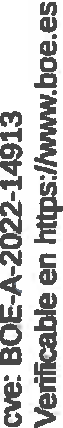 cve: BOE-A-2022-14913
Verificable en https://www.boe.es